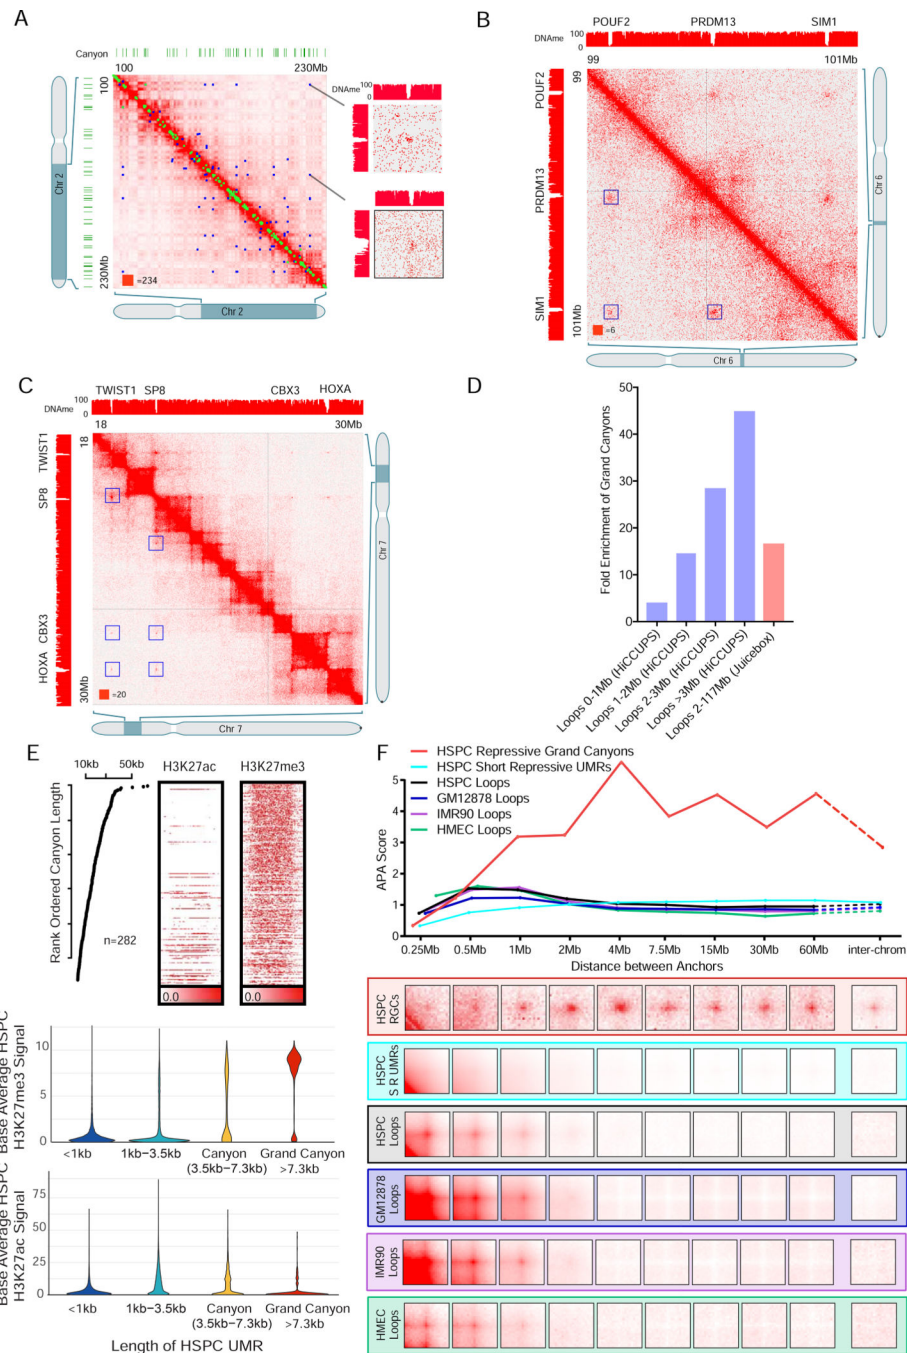 A
Canyon
100
230Mb
100
230Mb
Chr 2
=234
Chr 2
DNAme
100
0
B
POUF2
PRDM13
SIM1
DNAme
100
0
99
101Mb
99
POUF2
PRDM13
SIM1
101Mb
=6
Chr 6
Chr 6
C
TWIST1
SP8
CBX3
HOXA
DNAme
100
0
18
30Mb
18
TWIST1
SP8
CBX3
HOXA
30Mb
=20
Chr 7
Chr 7
D
Fold Enrichment of Grand Canyons
50
40
30
20
10
0
Loops 0-1Mb (HiCCUPS)
Loops 1-2Mb (HiCCUPS)
Loops 2-3Mb (HiCCUPS)
Loops >3Mb (HiCCUPS)
Loops 2-117Mb (Juicebox)
E
10kb
50kb
H3K27ac
H3K27me3
Rank Ordered Canyon Length
n=282
0.0
0.0
Base Average HSPC
H3K27me3 Signal
10
5
0
<1kb
1kb–3.5kb
Canyon
(3.5kb–7.3kb)
Grand Canyon
>7.3kb
Base Average HSPC
H3K27ac Signal
75
50
25
0
<1kb
1kb–3.5kb
Canyon
(3.5kb–7.3kb)
Grand Canyon
>7.3kb
Length of HSPC UMR
F
HSPC Repressive Grand Canyons
HSPC Short Repressive UMRs
HSPC Loops
GM12878 Loops
IMR90 Loops
HMEC Loops
APA Score
5
4
3
2
1
0
0.25Mb
0.5Mb
1Mb
2Mb
4Mb
7.5Mb
15Mb
30Mb
60Mb
inter-chrom
Distance between Anchors
HSPC
RGCs
HSPC
S R UMRs
HSPC
Loops
GM12878
Loops
IMR90
Loops
HMEC
Loops